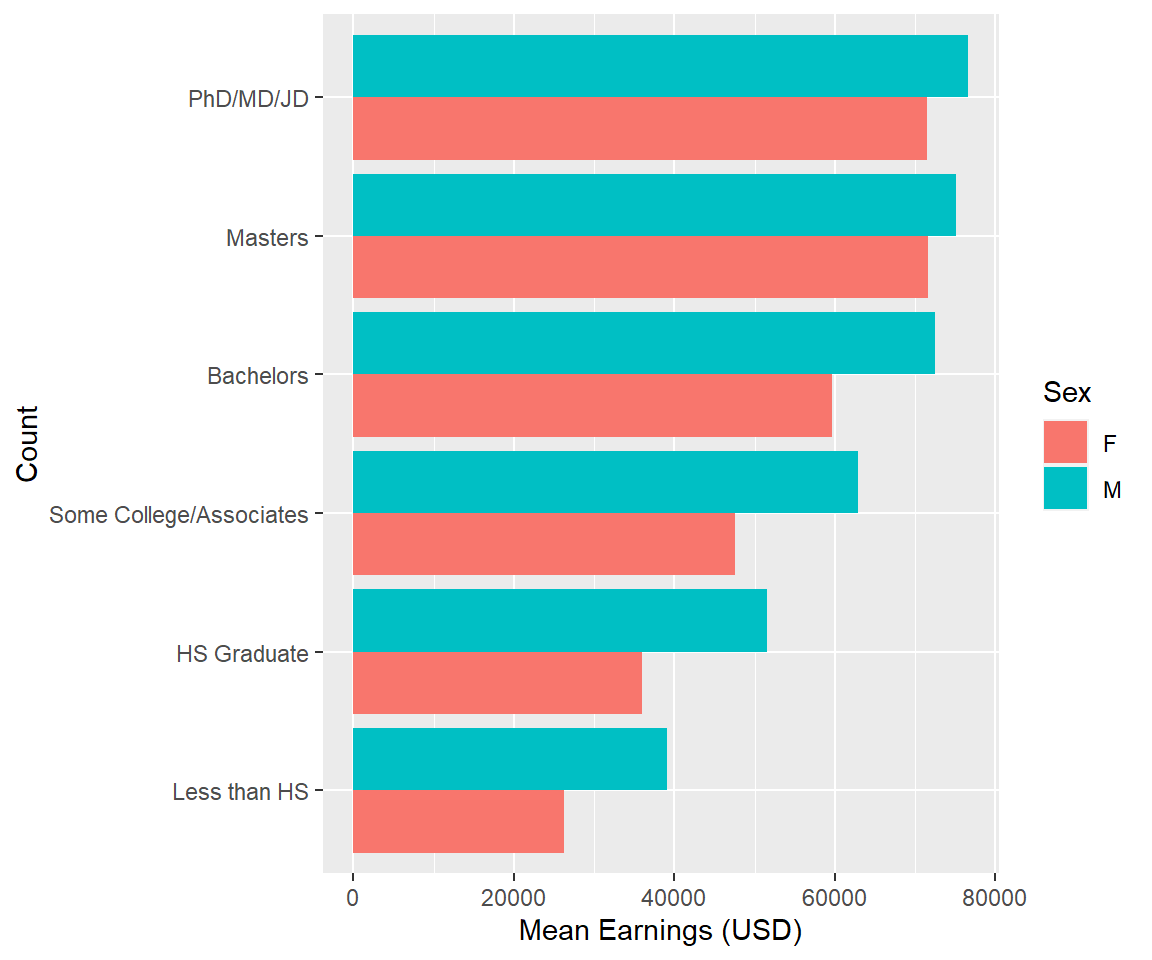 PhD/MD/JD
Masters
Bachelors
Some College/Associates
HS Graduate
Less than HS
Count
0 20000 40000 60000 80000
Mean Earnings (USD)
Sex
F
M